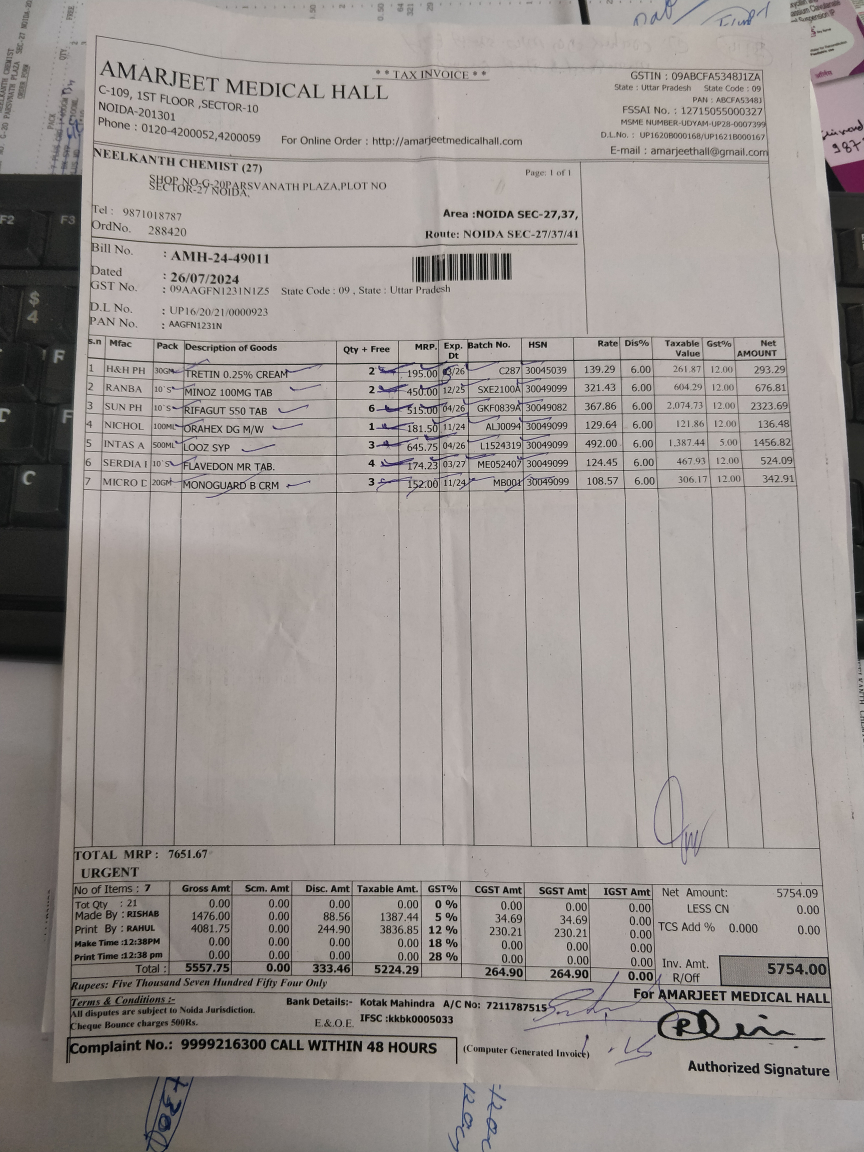 * * TAX INVOICE * *
AMARJEET MEDICAL HALL
C-109, 1ST FLOOR ,SECTOR-10
NOIDA-201301
Phone : 0120-4200052,4200059 For Online Order : http://amarjeetmedicalhall.com
GSTIN : 09ABCFA5348J1ZA
State : Uttar Pradesh State Code : 09
PAN : ABCFA5348J
FSSAI No. : 12715055000327
MSME NUMBER-UDYAM-UP28-0007399
D.L.No. : UP1620B000168/UP1621B000167
E-mail : amarjeethall@gmail.com
NEELKANTH CHEMIST (27)
Page: 1 of 1
SHOP NO-G-20PARSVANATH PLAZA,PLOT NO
SECTOR-27 NOIDA,
Tel : 9871018787 Area :NOIDA SEC-27,37,
OrdNo. 288420 Route: NOIDA SEC-27/37/41
Bill No. : AMH-24-49011
Dated : 26/07/2024
GST No. : 09AAGFN1231N1Z5 State Code : 09 , State : Uttar Pradesh
D.L No. : UP16/20/21/0000923
PAN No. : AAGFN1231N
s.n Mfac Pack Description of Goods Qty + Free MRP. Exp. Dt Batch No. HSN Rate Dis% Taxable Value Gst% Net AMOUNT
1 H&H PH 30GM TRETIN 0.25% CREAM 2 195.00 /26 C287 30045039 139.29 6.00 261.87 12.00 293.29
2 RANBA 10`S MINOZ 100MG TAB 2 450.00 12/25 SXE2100A 30049099 321.43 6.00 604.29 12.00 676.81
3 SUN PH 10`S RIFAGUT 550 TAB 6 515.00 04/26 GKF0839A 30049082 367.86 6.00 2,074.73 12.00 2323.69
4 NICHOL 100ML ORAHEX DG M/W 1 181.50 11/24 ALJ0094 30049099 129.64 6.00 121.86 12.00 136.48
5 INTAS A 500ML LOOZ SYP 3 645.75 04/26 L1524319 30049099 492.00 6.00 1,387.44 5.00 1456.82
6 SERDIA I 10`S FLAVEDON MR TAB. 4 174.23 03/27 ME052407 30049099 124.45 6.00 467.93 12.00 524.09
7 MICRO 20GM MONOGUARD B CRM 3 152.00 11/24 MB001 30049099 108.57 6.00 306.17 12.00 342.91
TOTAL MRP : 7651.67
URGENT
No of Items : 7 Gross Amt Scm. Amt Disc. Amt Taxable Amt. GST% CGST Amt SGST Amt IGST Amt Net Amount: 5754.09
Tot Qty : 21 0.00 0.00 0.00 0.00 0 % 0.00 0.00 0.00 LESS CN 0.00
Made By : RISHAB 1476.00 0.00 88.56 1387.44 5 % 34.69 34.69 0.00 TCS Add % 0.000 0.00
Print By : RAHUL 4081.75 0.00 244.90 3836.85 12 % 230.21 230.21 0.00
Make Time :12:38PM 0.00 0.00 0.00 0.00 18 % 0.00 0.00 0.00
Print Time :12:38 pm 0.00 0.00 0.00 0.00 28 % 0.00 0.00 0.00
Total : 5557.75 0.00 333.46 5224.29 264.90 264.90 0.00 Inv. Amt. R/Off 5754.00
Rupees: Five Thousand Seven Hundred Fifty Four Only
For AMARJEET MEDICAL HALL
Terms & Conditions :- Bank Details:- Kotak Mahindra A/C No: 7211787515
All disputes are subject to Noida Jurisdiction. IFSC :kkbk0005033
Cheque Bounce charges 500Rs. E.& O.E
Complaint No.: 9999216300 CALL WITHIN 48 HOURS (Computer Generated Invoice)
Authorized Signature